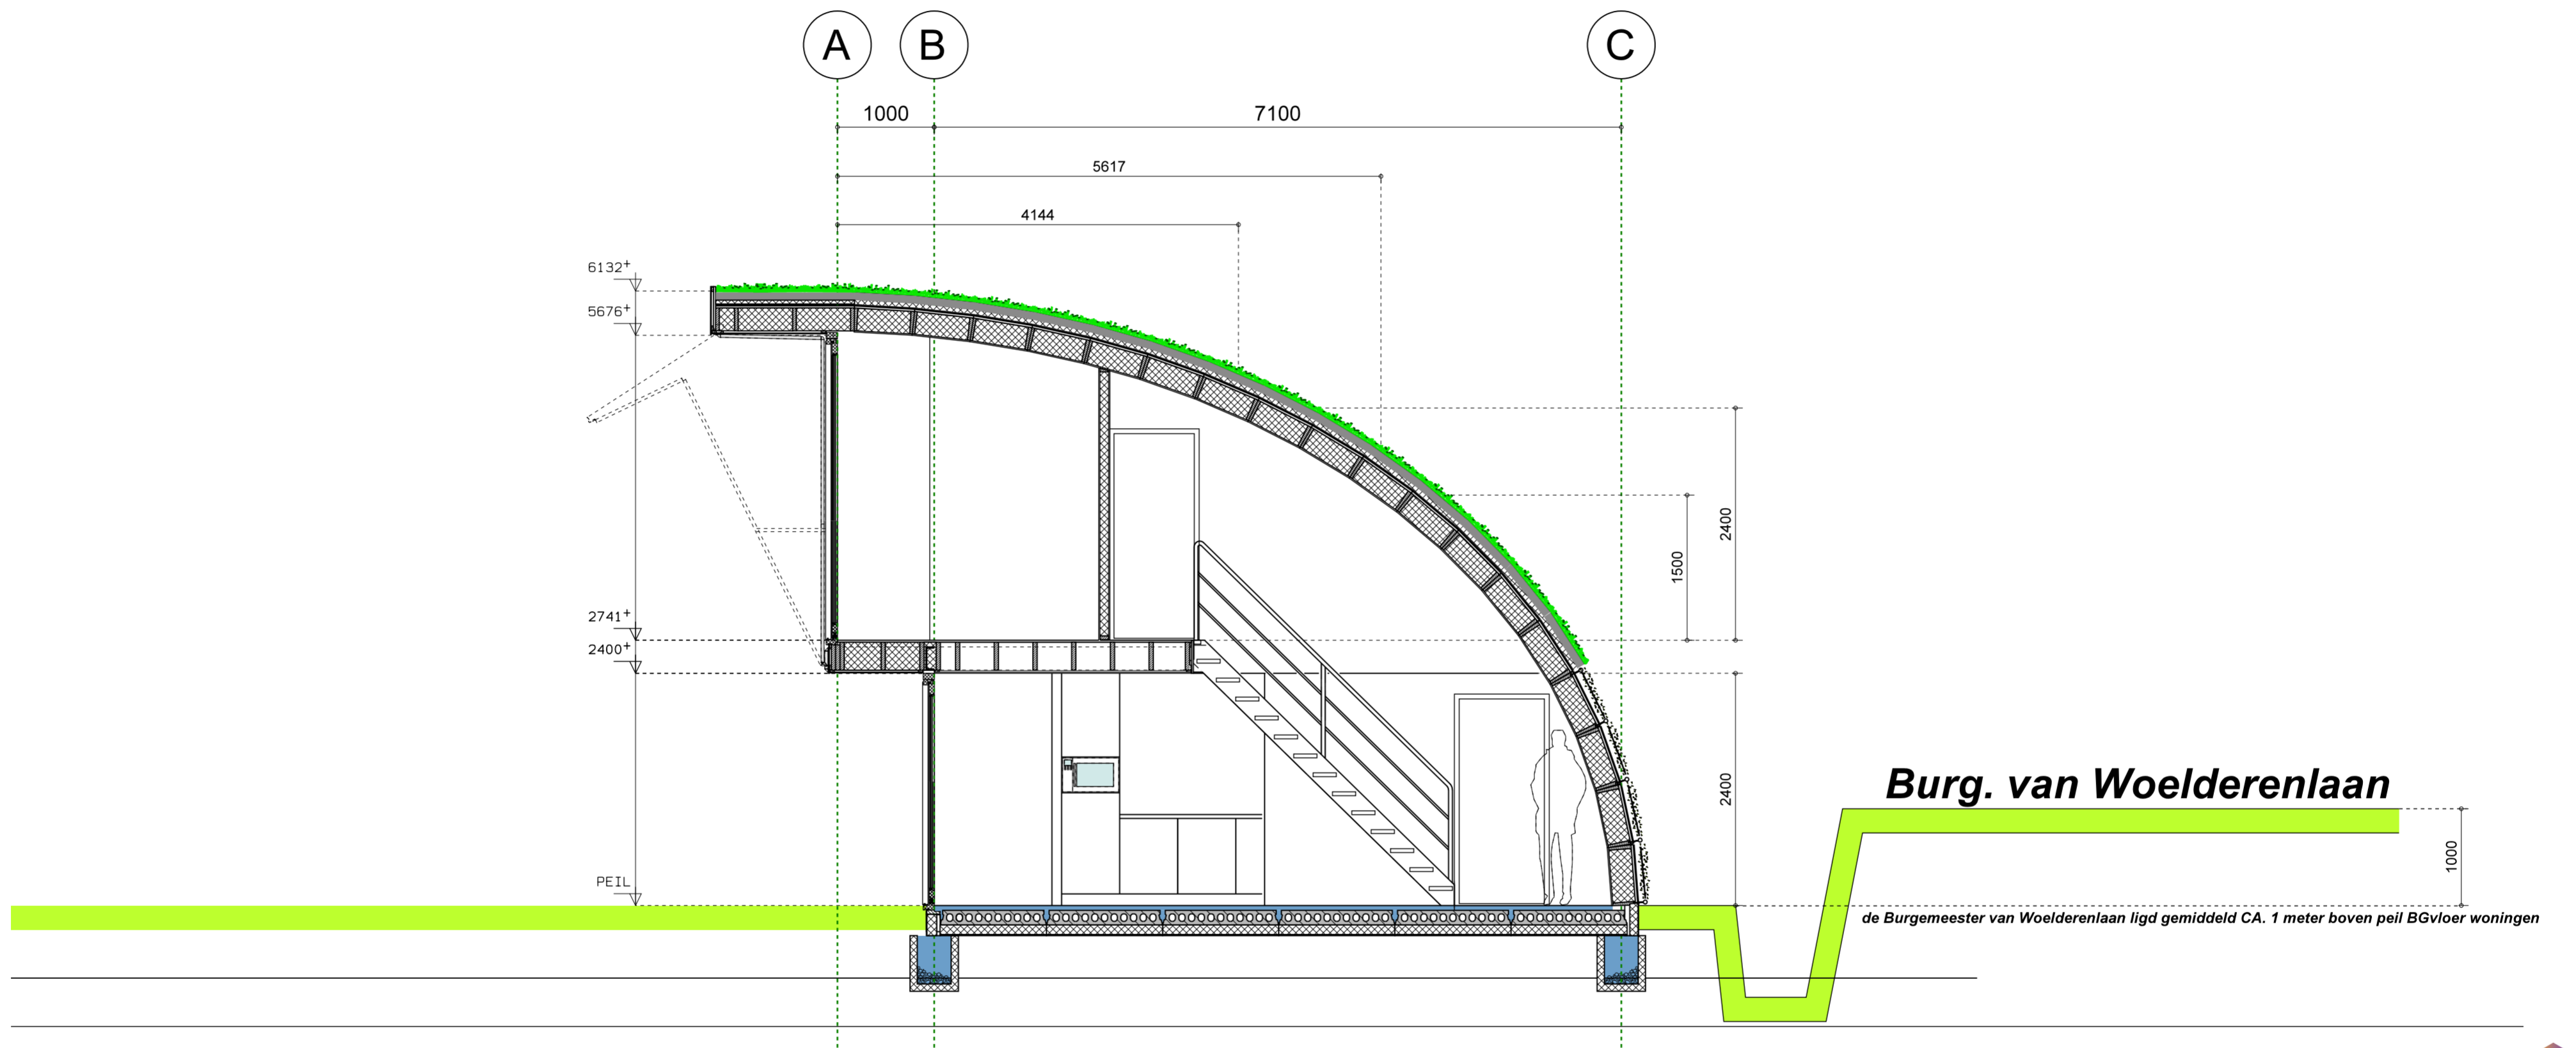 A B C
1000 7100
5617
4144
6132+
5676+
2400
1500
2741+
2400+
2400
Burg. van Woelderenlaan
1000
PEIL
de Burgemeester van Woelderenlaan ligd gemiddeld CA. 1 meter boven peil BGvloer woningen